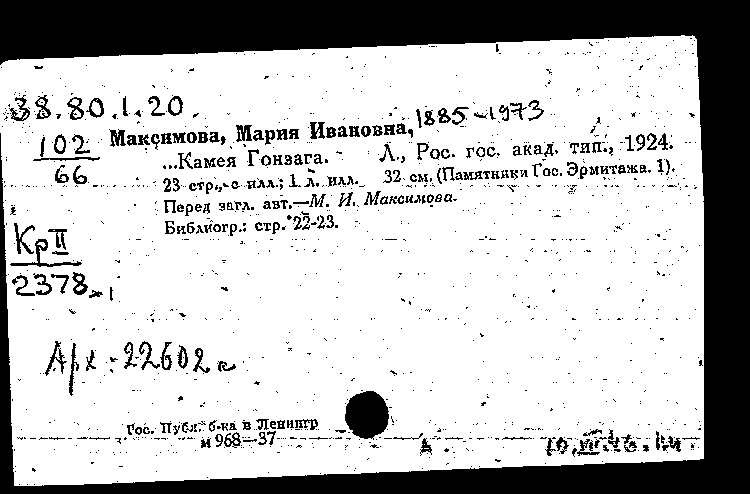 38.80.1.20.
102
66
Максимова, Мария Ивановна, 1885-1973
...Камея Гонзага. - Л., Рос. гос. акад. тип., 1924.
23 стр., с илл.; 1 л. илл. 32 см. (Памятники Гос. Эрмитажа. 1).
Перед загл. авт.—М. И. Максимова.
Библиогр.: стр. 22-23.
Кр II
2378
Арх : 22602
Гос. Публ. б-ка в Ленингр
м 968—37